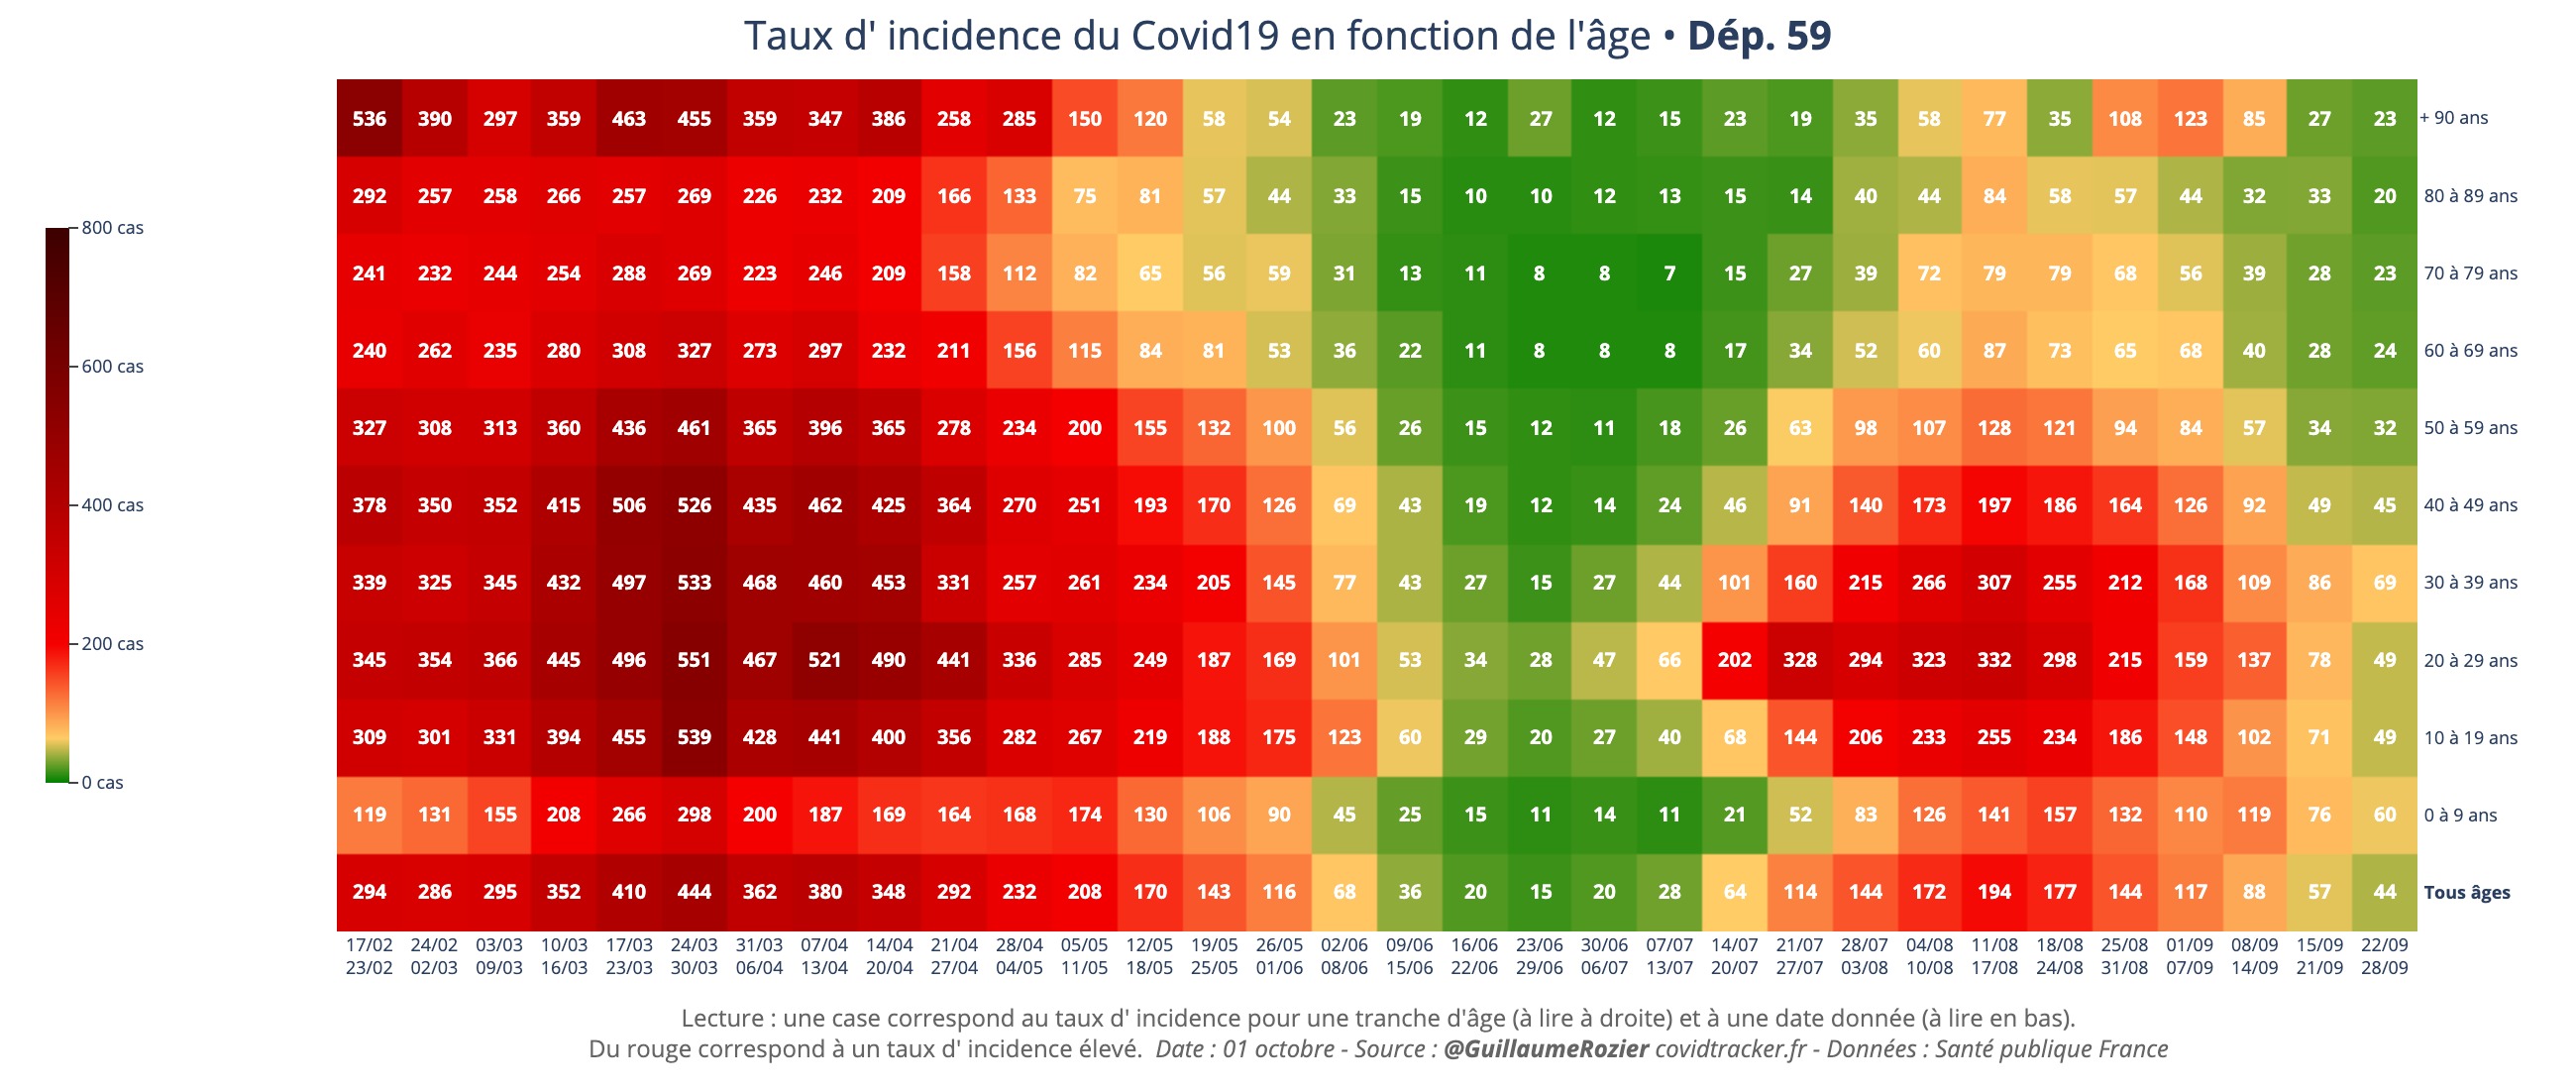 Taux d' incidence du Covid19 en fonction de l'âge • Dép. 59
800 cas
600 cas
400 cas
200 cas
0 cas
536 390 297 359 463 455 359 347 386 258 285 150 120 58 54 23 19 12 27 12 15 23 19 35 58 77 35 108 123 85 27 23 + 90 ans
292 257 258 266 257 269 226 232 209 166 133 75 81 57 44 33 15 10 10 12 13 15 14 40 44 84 58 57 44 32 33 20 80 à 89 ans
241 232 244 254 288 269 223 246 209 158 112 82 65 56 59 31 13 11 8 8 7 15 27 39 72 79 79 68 56 39 28 23 70 à 79 ans
240 262 235 280 308 327 273 297 232 211 156 115 84 81 53 36 22 11 8 8 8 17 34 52 60 87 73 65 68 40 28 24 60 à 69 ans
327 308 313 360 436 461 365 396 365 278 234 200 155 132 100 56 26 15 12 11 18 26 63 98 107 128 121 94 84 57 34 32 50 à 59 ans
378 350 352 415 506 526 435 462 425 364 270 251 193 170 126 69 43 19 12 14 24 46 91 140 173 197 186 164 126 92 49 45 40 à 49 ans
339 325 345 432 497 533 468 460 453 331 257 261 234 205 145 77 43 27 15 27 44 101 160 215 266 307 255 212 168 109 86 69 30 à 39 ans
345 354 366 445 496 551 467 521 490 441 336 285 249 187 169 101 53 34 28 47 66 202 328 294 323 332 298 215 159 137 78 49 20 à 29 ans
309 301 331 394 455 539 428 441 400 356 282 267 219 188 175 123 60 29 20 27 40 68 144 206 233 255 234 186 148 102 71 49 10 à 19 ans
119 131 155 208 266 298 200 187 169 164 168 174 130 106 90 45 25 15 11 14 11 21 52 83 126 141 157 132 110 119 76 60 0 à 9 ans
294 286 295 352 410 444 362 380 348 292 232 208 170 143 116 68 36 20 15 20 28 64 114 144 172 194 177 144 117 88 57 44 Tous âges
17/02 24/02 03/03 10/03 17/03 24/03 31/03 07/04 14/04 21/04 28/04 05/05 12/05 19/05 26/05 02/06 09/06 16/06 23/06 30/06 07/07 14/07 21/07 28/07 04/08 11/08 18/08 25/08 01/09 08/09 15/09 22/09
23/02 02/03 09/03 16/03 23/03 30/03 06/04 13/04 20/04 27/04 04/05 11/05 18/05 25/05 01/06 08/06 15/06 22/06 29/06 06/07 13/07 20/07 27/07 03/08 10/08 17/08 24/08 31/08 07/09 14/09 21/09 28/09
Lecture : une case correspond au taux d' incidence pour une tranche d'âge (à lire à droite) et à une date donnée (à lire en bas).
Du rouge correspond à un taux d' incidence élevé. Date : 01 octobre - Source : @GuillaumeRozier covidtracker.fr - Données : Santé publique France